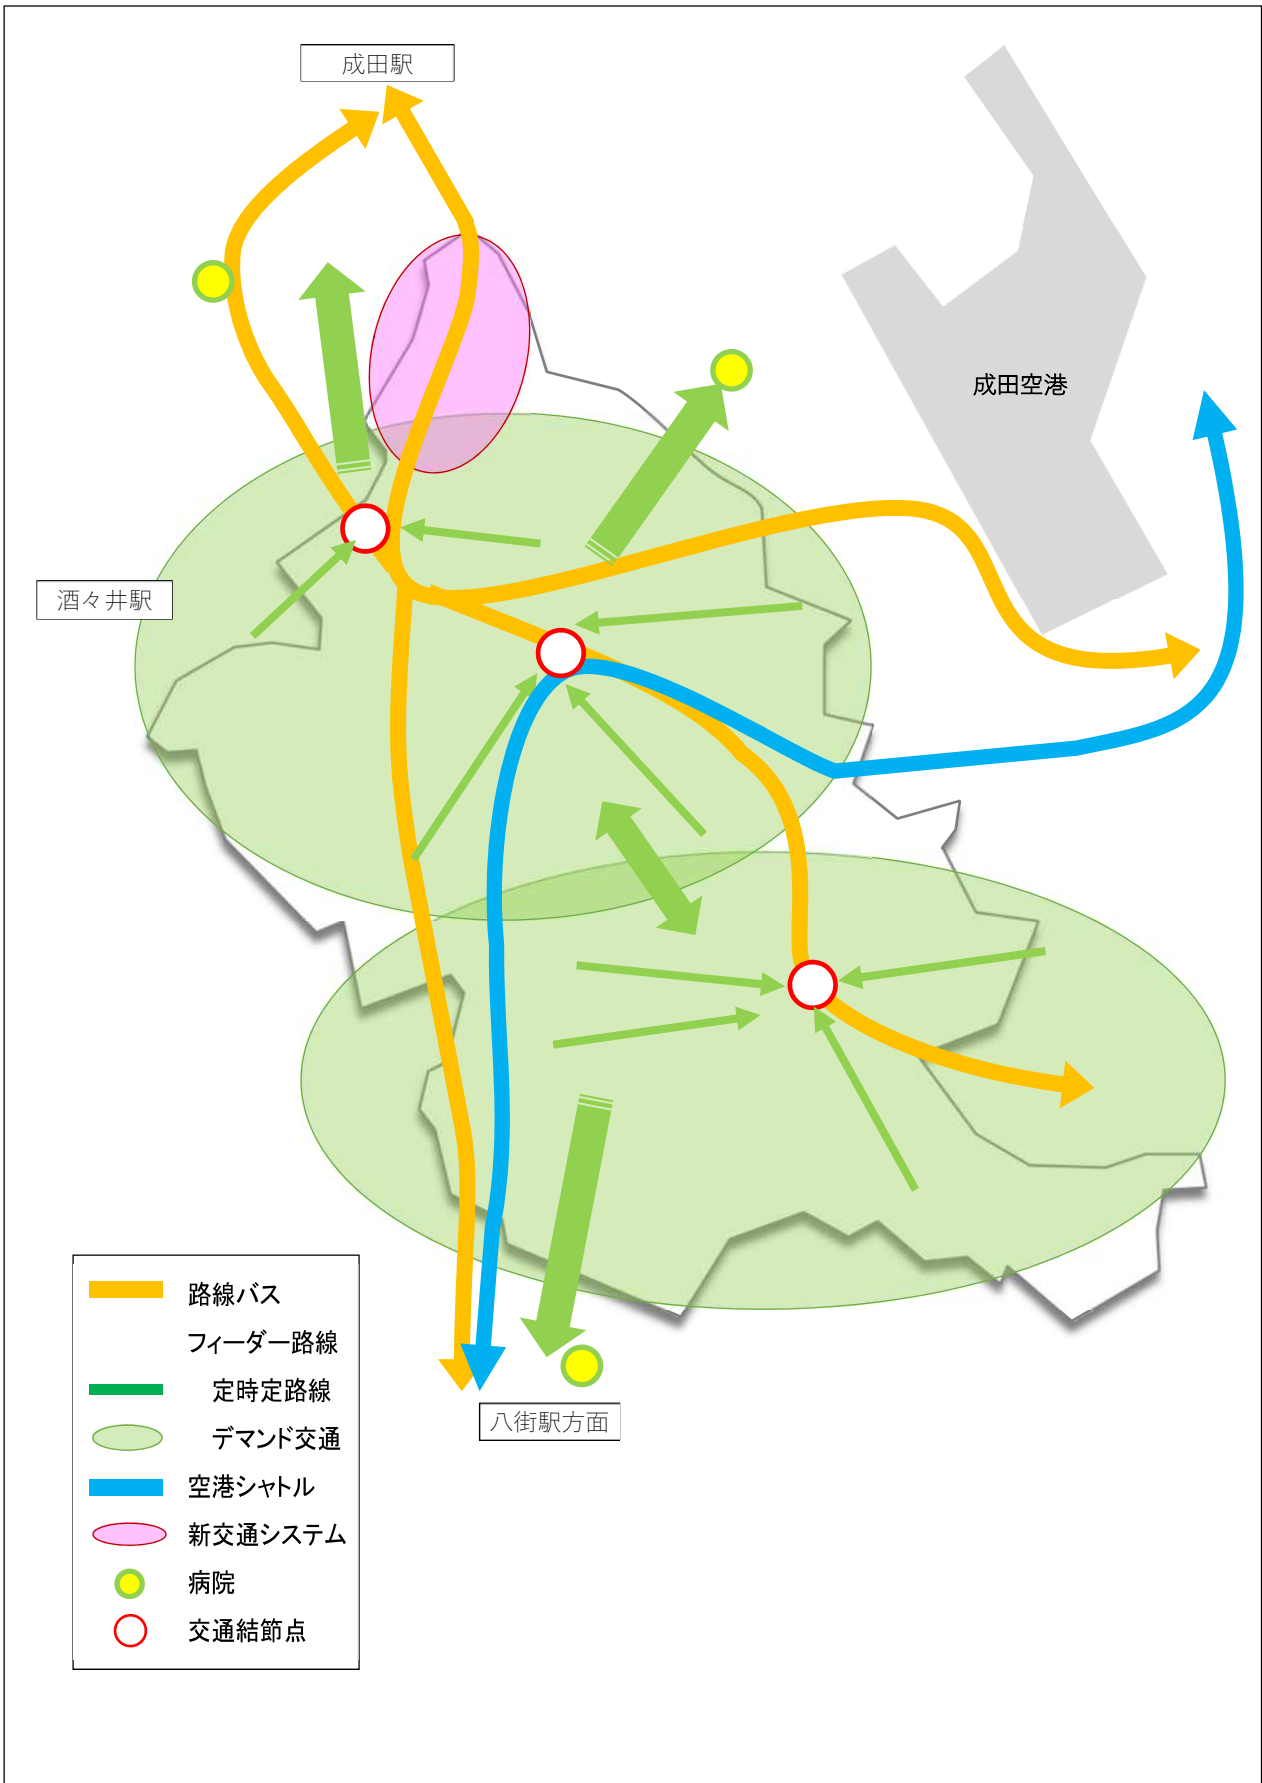 成田駅
成田空港
酒々井駅
路線バス
フィーダー路線
定時定路線
デマンド交通
空港シャトル
新交通システム
病院
交通結節点
八街駅方面